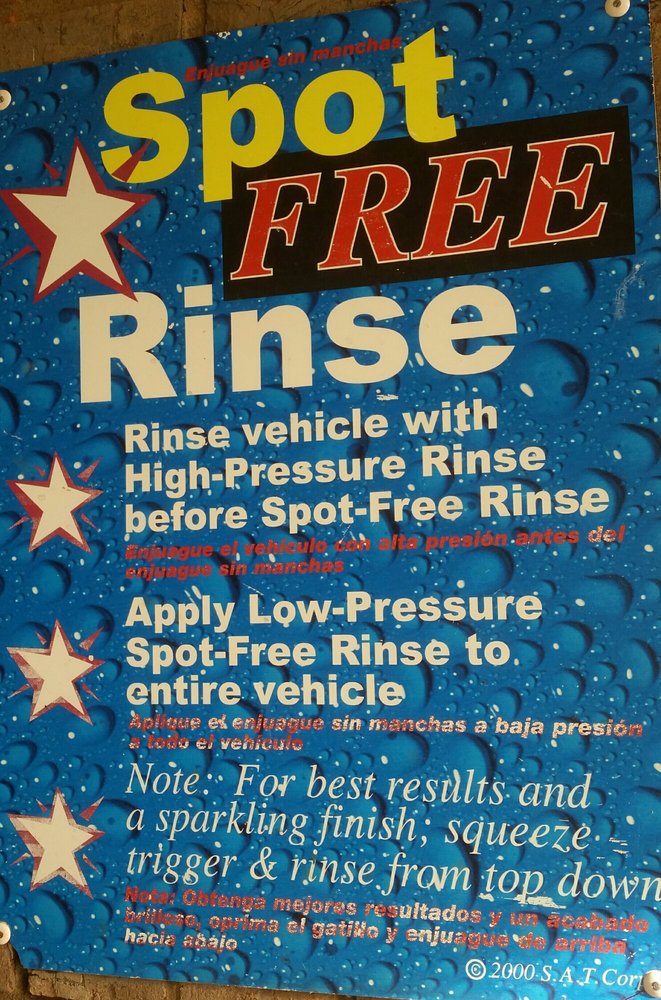 Enjuague sin manchas
Spot
FREE
Rinse
Rinse vehicle with
High-Pressure Rinse
before Spot-Free Rinse
Enjuague el vehículo con alta presión antes del
enjuague sin manchas
Apply Low-Pressure
Spot-Free Rinse to
entire vehicle
Aplique el enjuague sin manchas a baja presión
a todo el vehículo
Note: For best results and
a sparkling finish, squeeze
trigger & rinse from top down
Nota: Obtenga mejores resultados y un acabado
brilloso, oprima el gatillo y enjuague de arriba
hacia abajo
© 2000 S.A.T. Corp